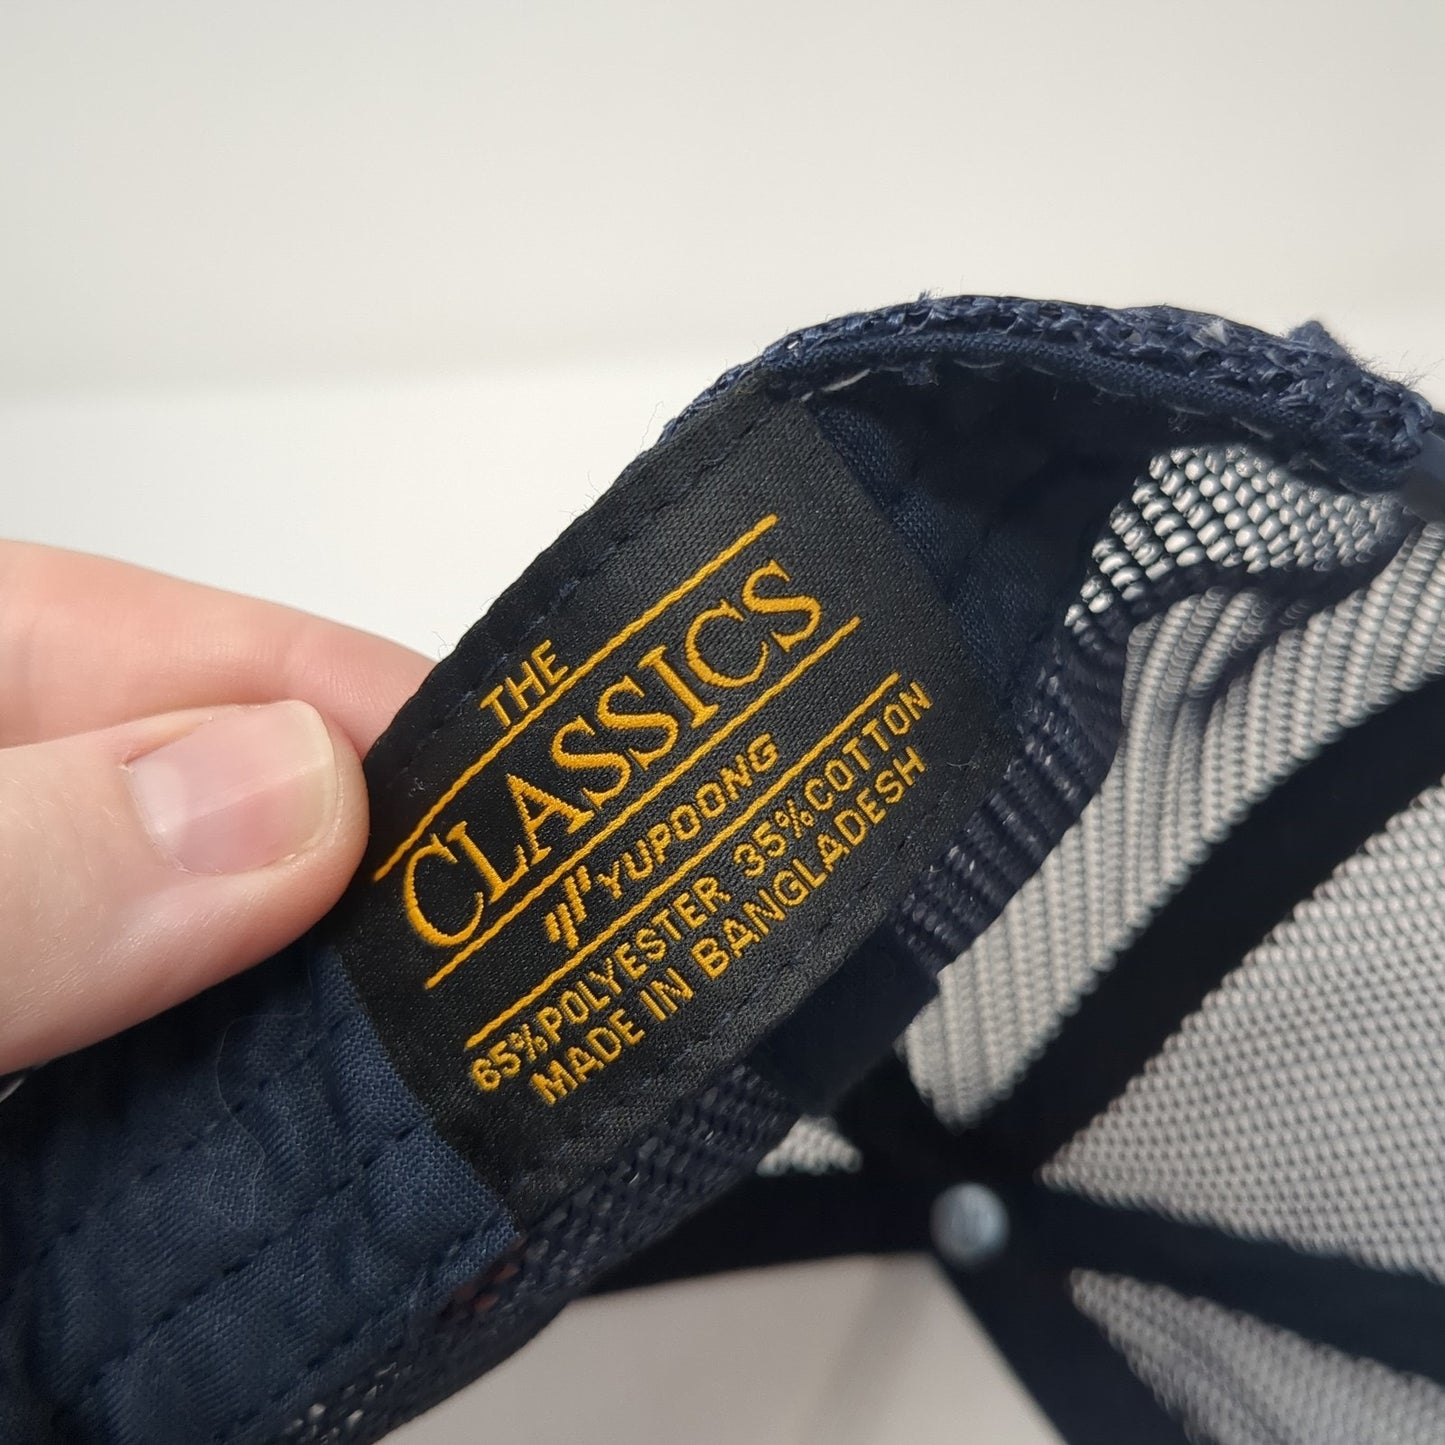 THE
CLASSICS
YUPOONG
65%POLYESTER 35%COTTON
MADE IN BANGLADESH